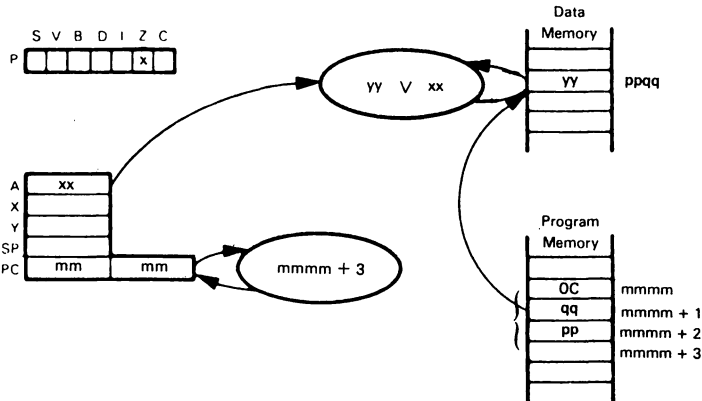 S V B D I Z C
P x
Data
Memory
yy V xx
yy ppqq
A xx
X
Y
SP
PC mm mm
mmmm + 3
Program
Memory
0C mmmm
qq mmmm + 1
pp mmmm + 2
mmmm + 3